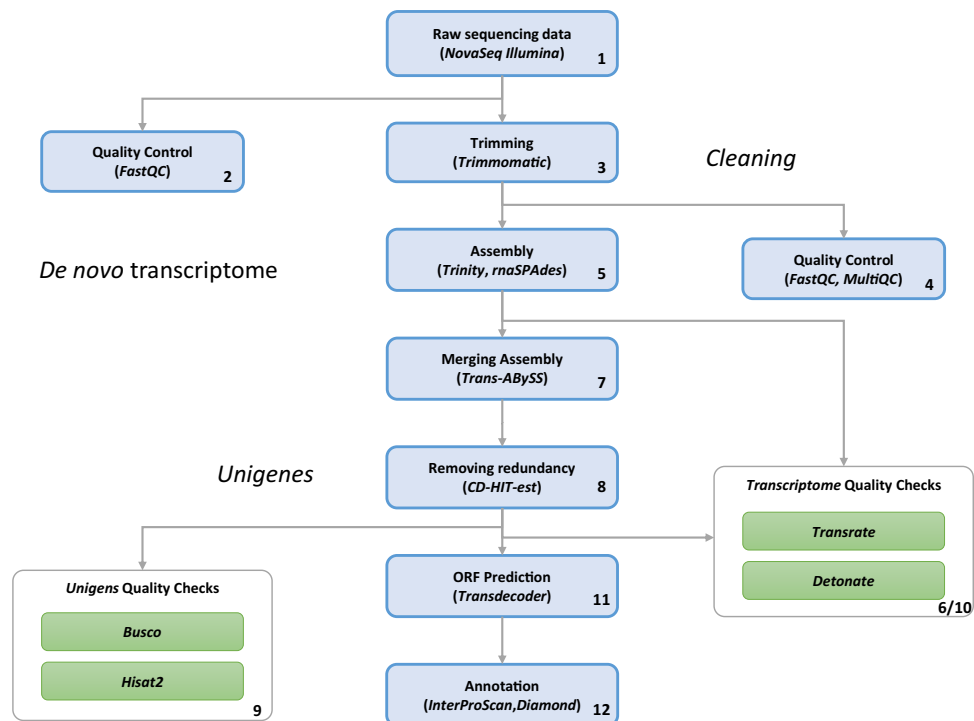 Raw sequencing data
(NovaSeq Illumina)
1
Quality Control
(FastQC)
2
Trimming
(Trimmomatic)
3
Cleaning
De novo transcriptome
Assembly
(Trinity, rnaSPAdes)
5
Quality Control
(FastQC, MultiQC)
4
Merging Assembly
(Trans-ABySS)
7
Unigenes
Removing redundancy
(CD-HIT-est)
8
Transcriptome Quality Checks
Transrate
Detonate
6/10
Unigens Quality Checks
Busco
Hisat2
9
ORF Prediction
(Transdecoder)
11
Annotation
(InterProScan,Diamond)
12